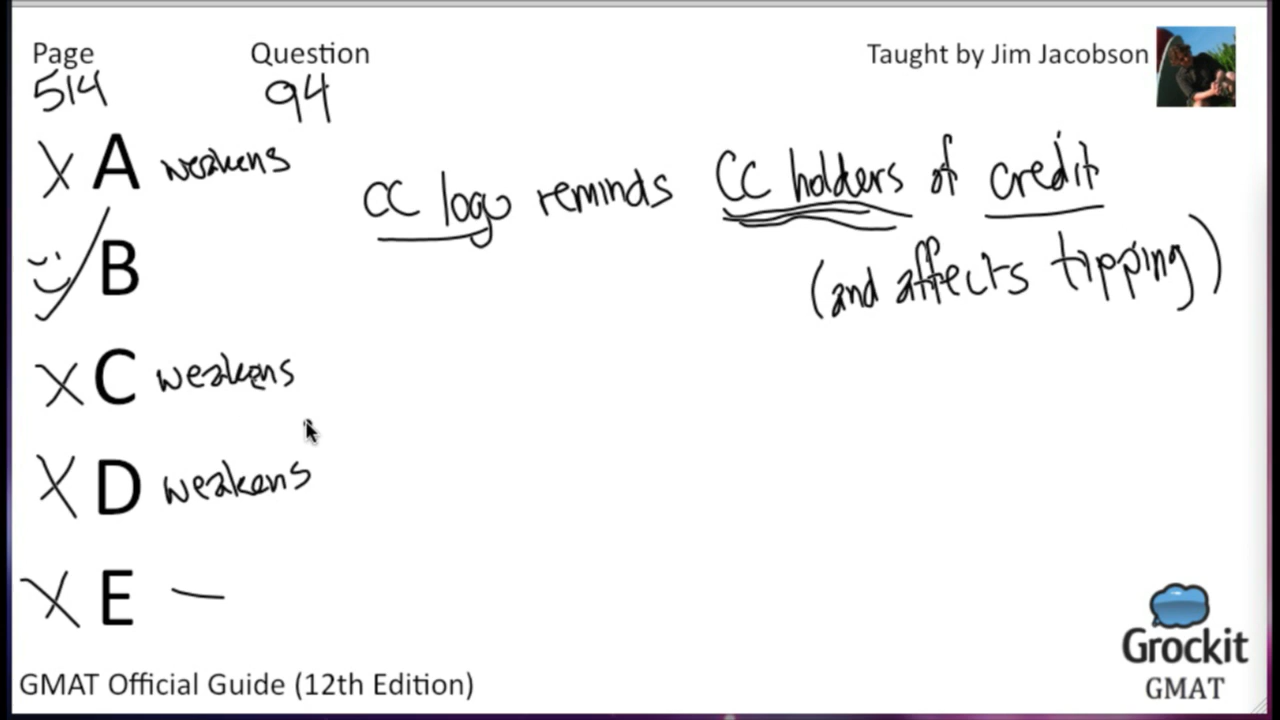 Page Question Taught by Jim Jacobson
514 94
X A weakens
CC logo reminds CC holders of credit
(and affects tipping)
B
X C weakens
X D weakens
X E —
Grockit
GMAT
GMAT Official Guide (12th Edition)